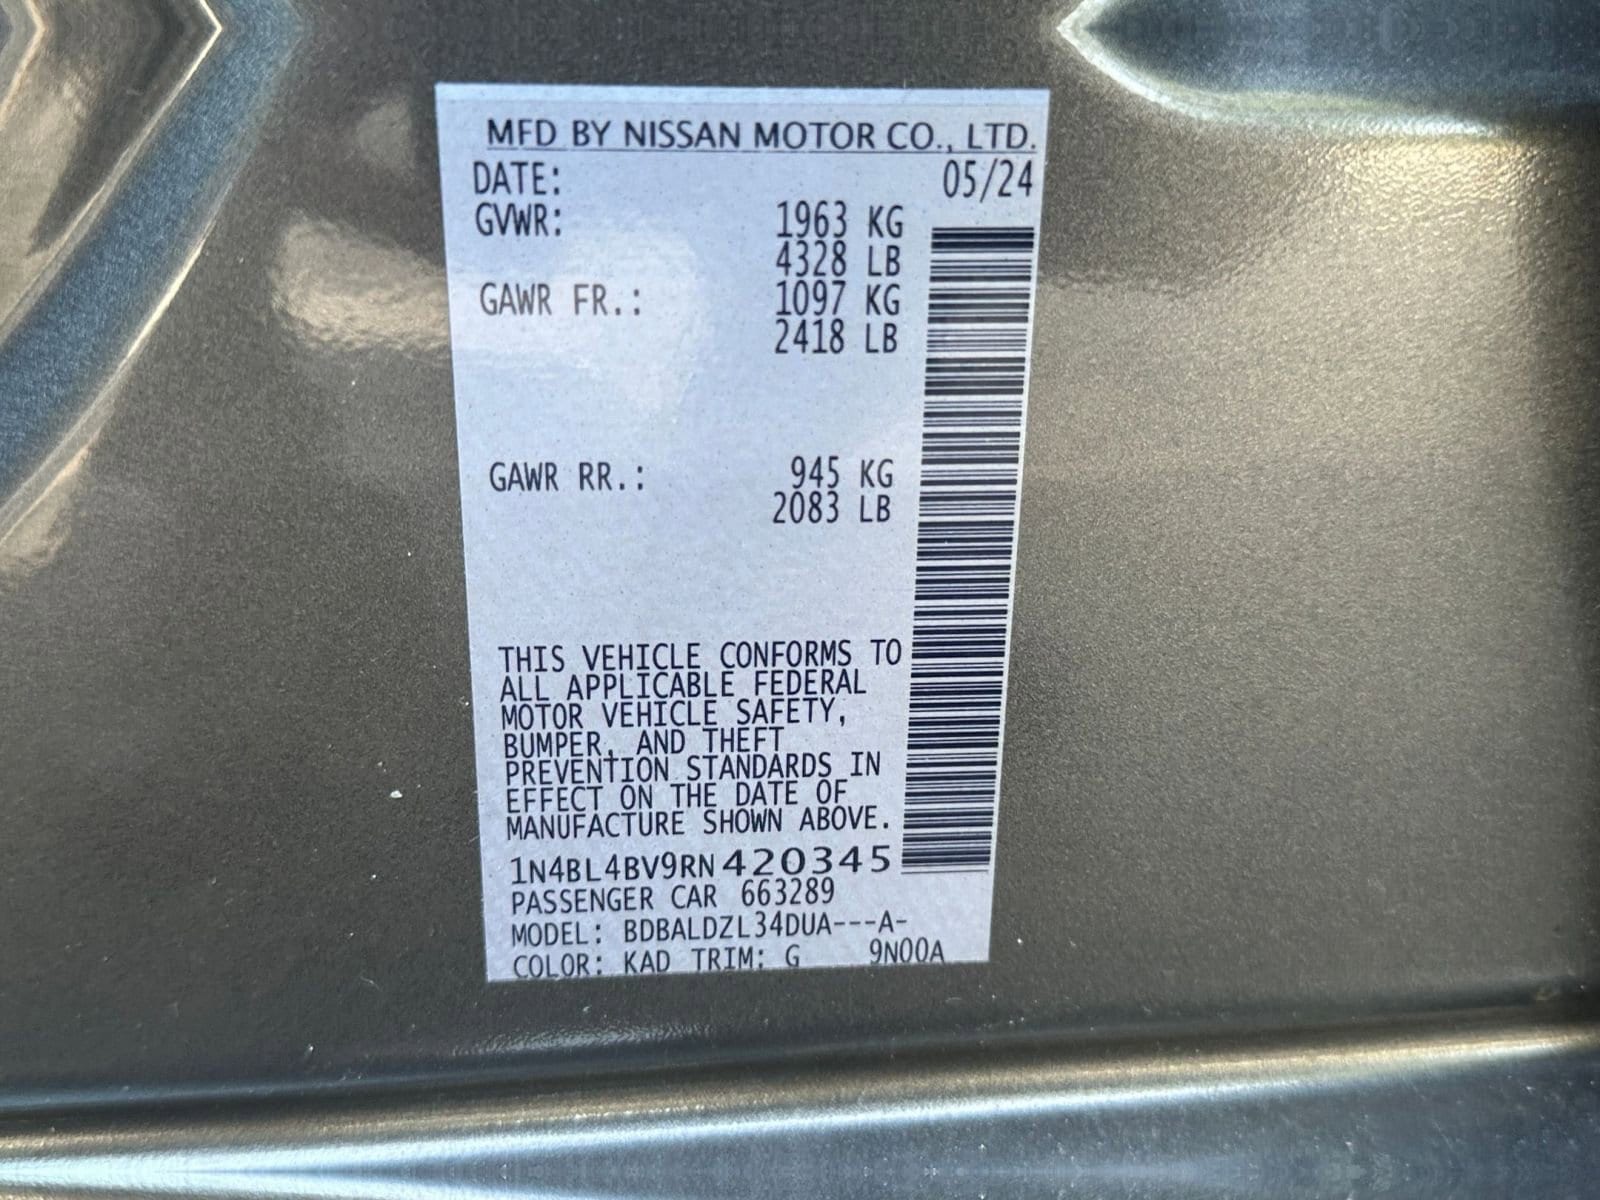 MFD BY NISSAN MOTOR CO., LTD.
DATE: 05/24
GVWR: 1963 KG
4328 LB
GAWR FR.: 1097 KG
2418 LB
GAWR RR.: 945 KG
2083 LB
THIS VEHICLE CONFORMS TO
ALL APPLICABLE FEDERAL
MOTOR VEHICLE SAFETY,
BUMPER, AND THEFT
PREVENTION STANDARDS IN
EFFECT ON THE DATE OF
MANUFACTURE SHOWN ABOVE.
1N4BL4BV9RN420345
PASSENGER CAR 663289
MODEL: BDBALDZL34DUA---A-
COLOR: KAD TRIM: G 9N00A